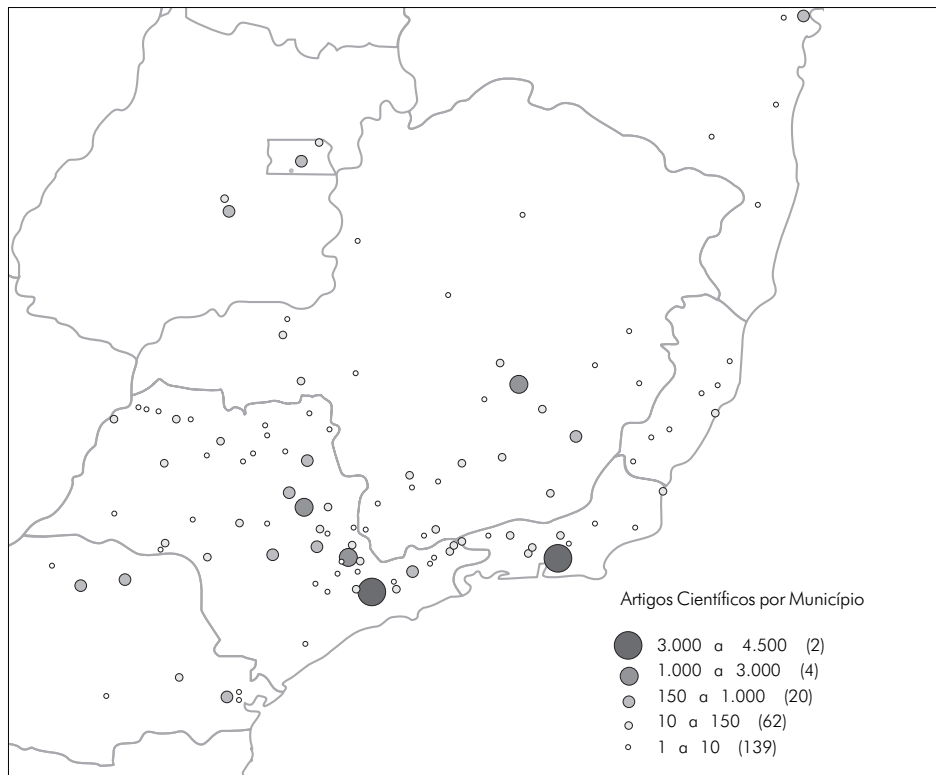 Artigos Científicos por Município
3.000 a 4.500 (2)
1.000 a 3.000 (4)
150 a 1.000 (20)
10 a 150 (62)
1 a 10 (139)